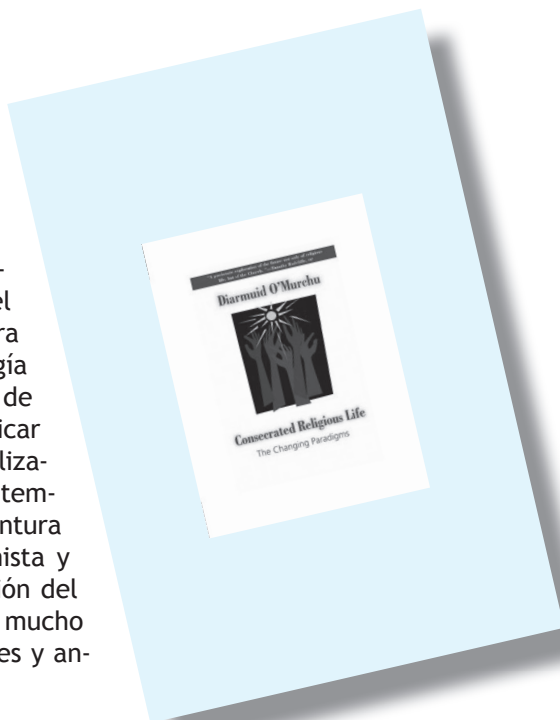 el
ra
gía
de
icar
liza-
tem-
ntura
nista y
ión del
mucho
es y an-
Diarmuid O'Murchu
Consecrated Religious Life
The Changing Paradigms